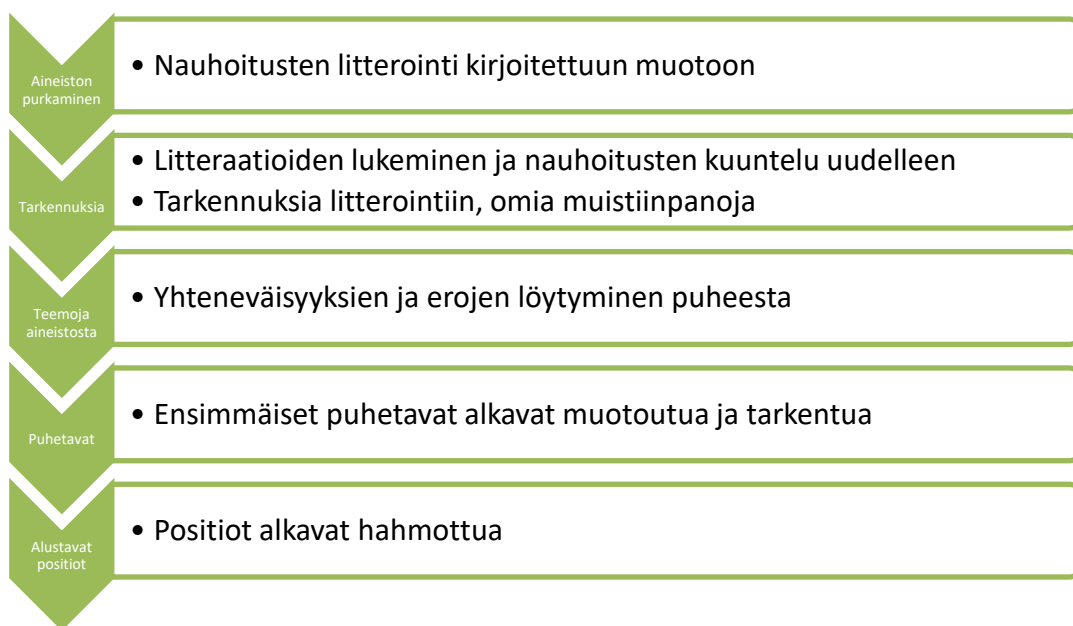 Aineiston
purkaminen
• Nauhoitusten litterointi kirjoitettuun muotoon
Tarkennuksia
• Litteraatioiden lukeminen ja nauhoitusten kuuntelu uudelleen
• Tarkennuksia litterointiin, omia muistiinpanoja
Teemoja
aineistosta
• Yhteneväisyyksien ja erojen löytyminen puheesta
Puhetavat
• Ensimmäiset puhetavat alkavat muotoutua ja tarkentua
Alustavat
positiot
• Positiot alkavat hahmottua